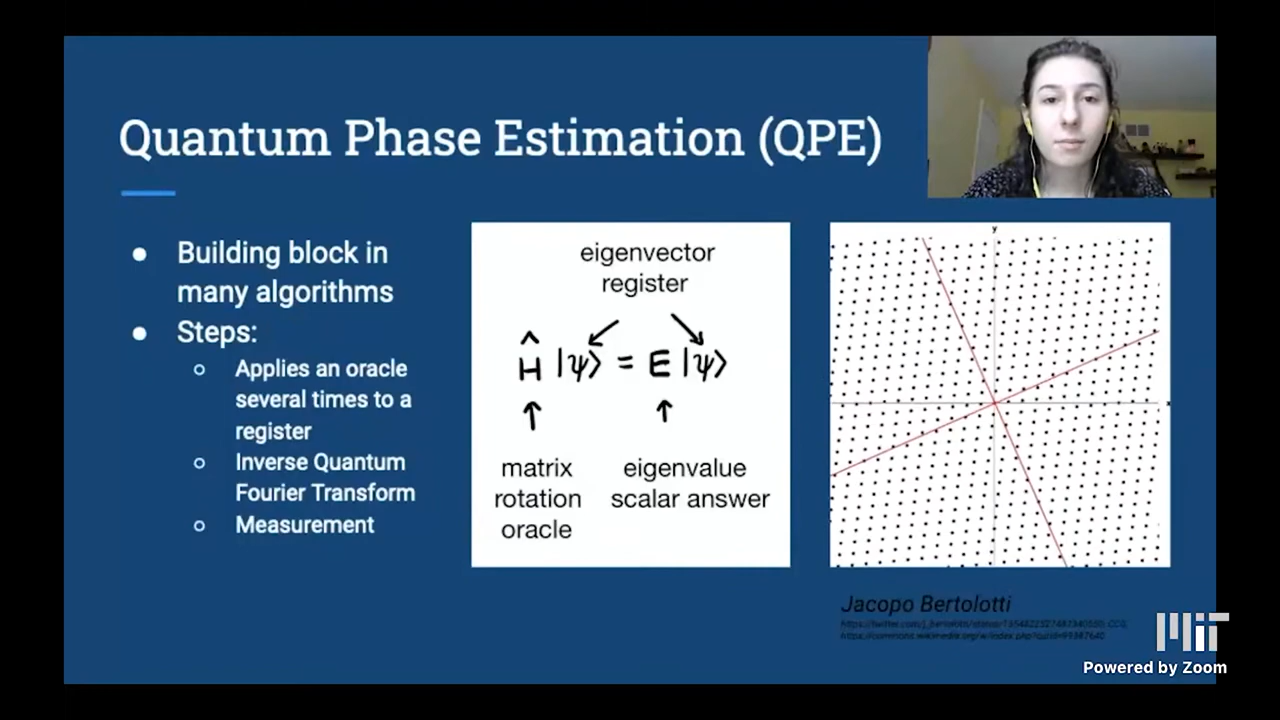 Quantum Phase Estimation (QPE)
● Building block in
many algorithms
● Steps:
○ Applies an oracle
several times to a
register
○ Inverse Quantum
Fourier Transform
○ Measurement
eigenvector
register
Ĥ |ψ⟩ = E |ψ⟩
matrix
rotation
oracle
eigenvalue
scalar answer
y
x
Jacopo Bertolotti
MIT
Powered by Zoom